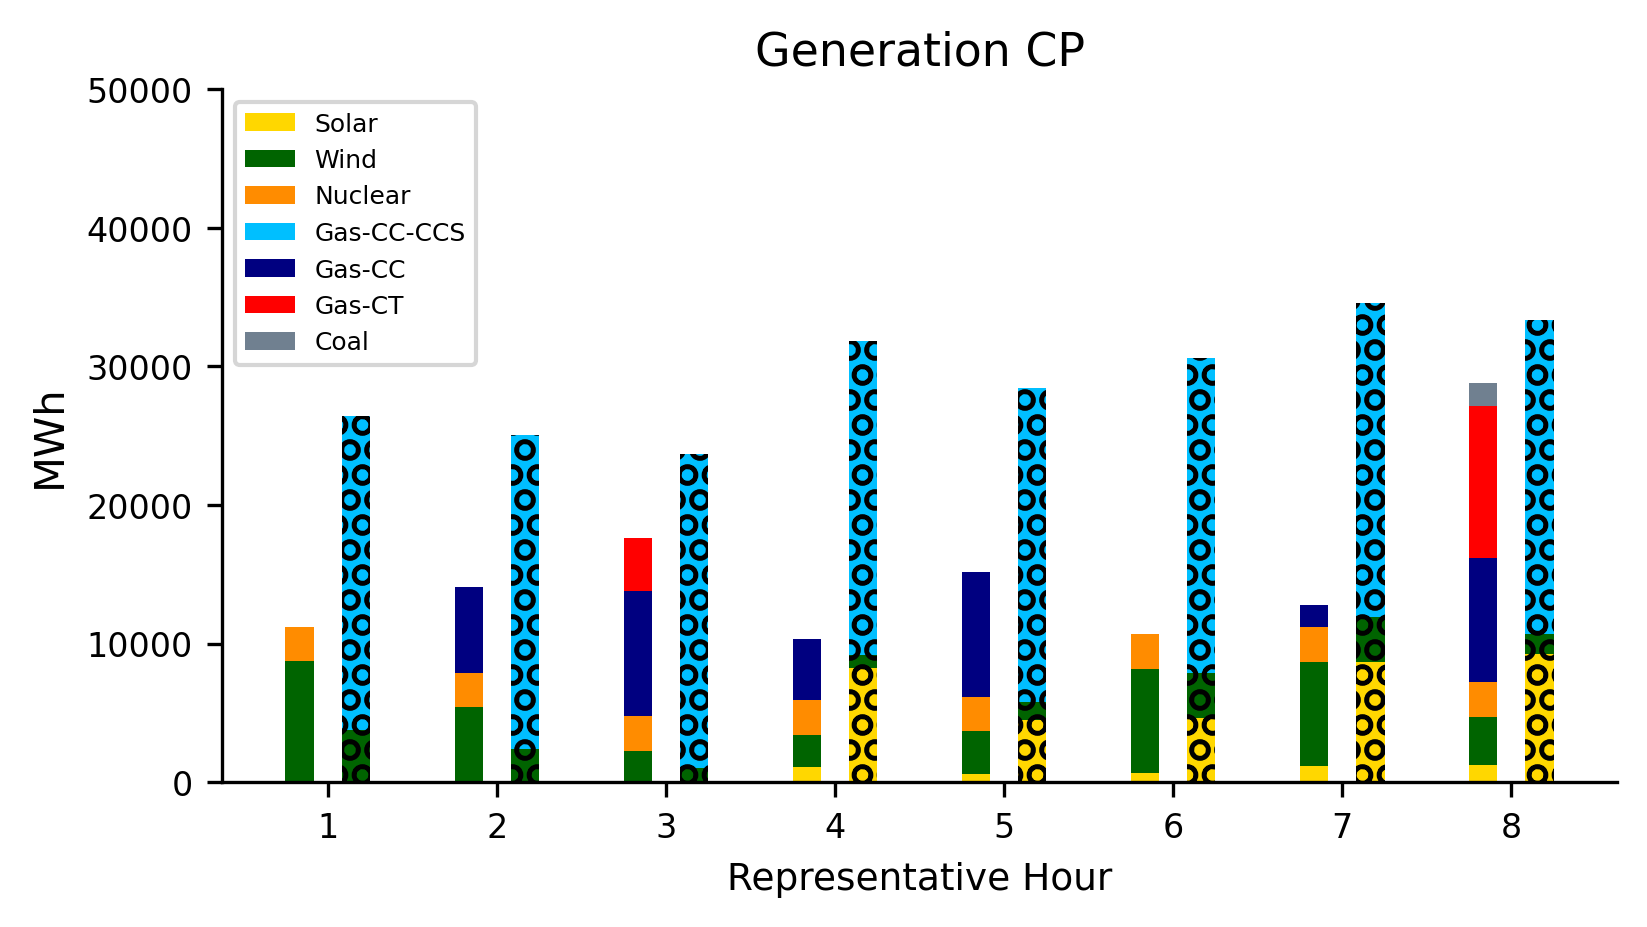 Generation CP
50000
40000
30000
20000
10000
0
MWh
Solar
Wind
Nuclear
Gas-CC-CCS
Gas-CC
Gas-CT
Coal
1 2 3 4 5 6 7 8
Representative Hour